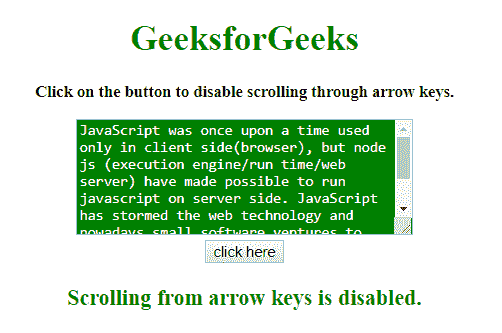 GeeksforGeeks
Click on the button to disable scrolling through arrow keys.
JavaScript was once upon a time used
only in client side(browser), but node
js (execution engine/run time/web
server) have made possible to run
javascript on server side. JavaScript
has stormed the web technology and
nowadays small software ventures to
click here
Scrolling from arrow keys is disabled.